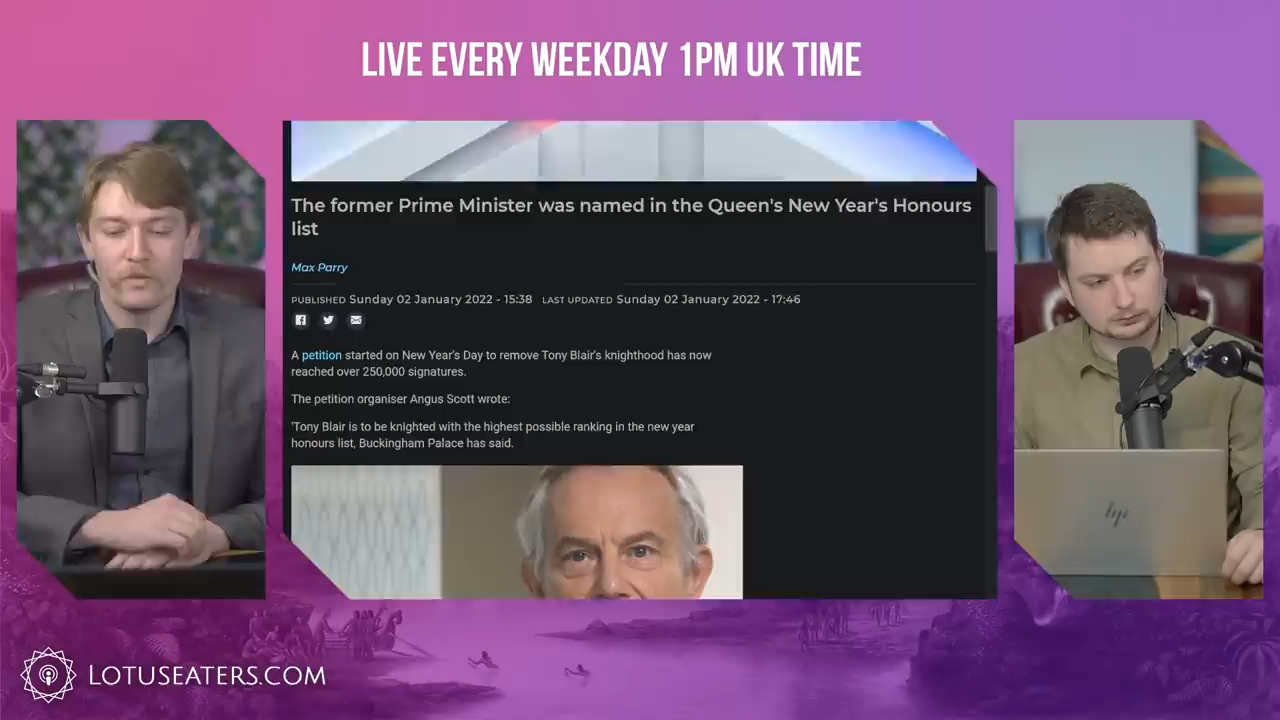 LIVE EVERY WEEKDAY 1PM UK TIME
The former Prime Minister was named in the Queen's New Year's Honours
list
Max Parry
PUBLISHED Sunday 02 January 2022 - 15:38 LAST UPDATED Sunday 02 January 2022 - 17:46
A petition started on New Year's Day to remove Tony Blair's knighthood has now
reached over 250,000 signatures.
The petition organiser Angus Scott wrote:
'Tony Blair is to be knighted with the highest possible ranking in the new year
honours list, Buckingham Palace has said.
hp
LOTUSEATERS.COM